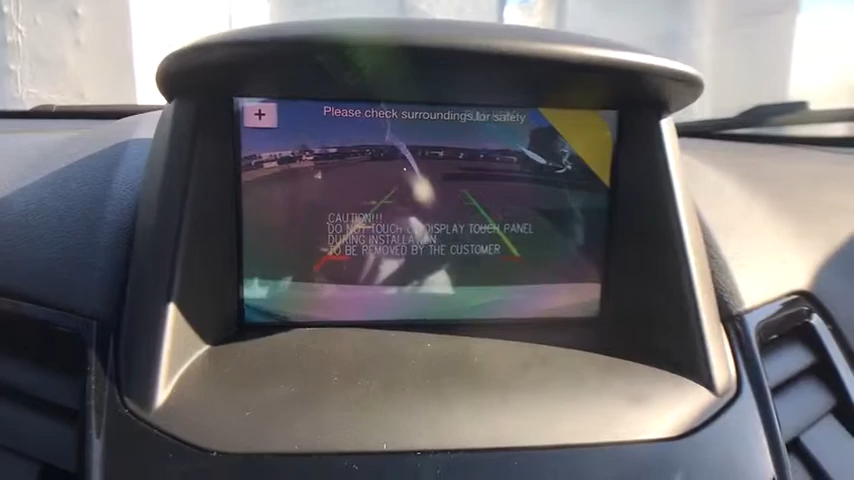 Please check surroundings for safety
CAUTION!!!
DO NOT TOUCH DISPLAY TOUCH PANEL
DURING INSTALLATION
TO BE REMOVED BY THE CUSTOMER